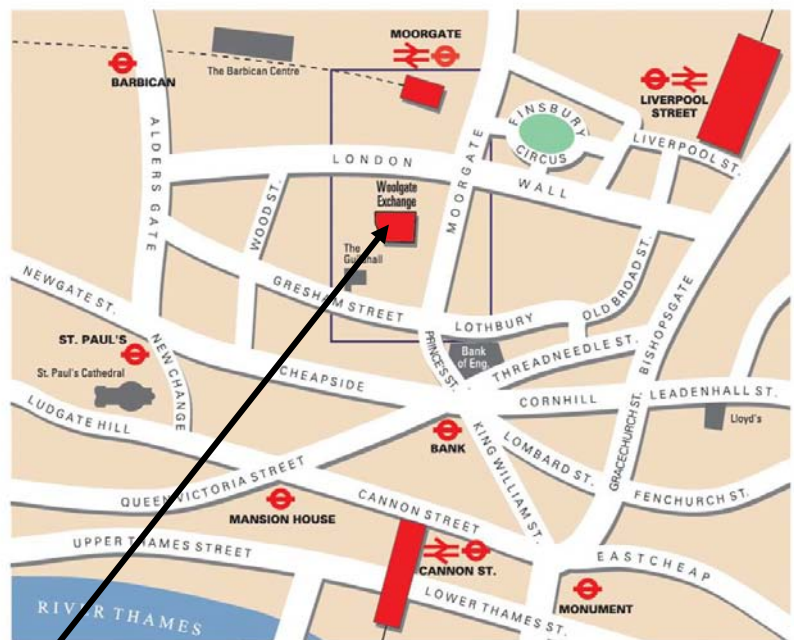 MOORGATE
BARBICAN
The Barbican Centre
LIVERPOOL
STREET
FINSBURY
CIRCUS
LIVERPOOL ST.
ALDERS GATE
LONDON
WALL
MOORGATE
WOOD ST.
Woolgate
Exchange
The
Guildhall
GRESHAM STREET
NEWGATE ST.
LOTHBURY
OLD BROAD ST.
BISHOPSGATE
ST. PAUL'S
NEW CHANGE
St. Paul's Cathedral
PRINCE'S ST.
Bank
of Eng.
THREADNEEDLE ST.
CHEAPSIDE
CORNHILL
LEADENHALL ST.
Lloyd's
LUDGATE HILL
BANK
KING WILLIAM ST.
LOMBARD ST.
GRACECHURCH ST.
FENCHURCH ST.
QUEEN VICTORIA STREET
MANSION HOUSE
CANNON STREET
UPPER THAMES STREET
CANNON ST.
EASTCHEAP
LOWER THAMES ST.
MONUMENT
RIVER THAMES